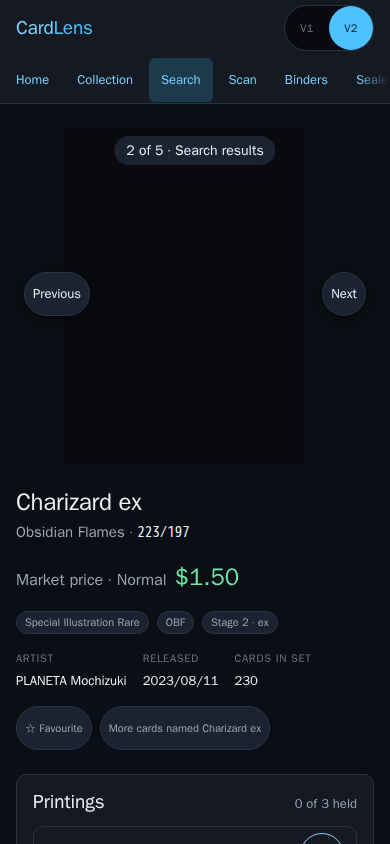 CardLens
V1 V2
Home Collection Search Scan Binders Seale
2 of 5 · Search results
Previous Next
Charizard ex
Obsidian Flames · 223/197
Market price · Normal $1.50
Special Illustration Rare OBF Stage 2 · ex
ARTIST RELEASED CARDS IN SET
PLANETA Mochizuki 2023/08/11 230
☆ Favourite More cards named Charizard ex
Printings 0 of 3 held